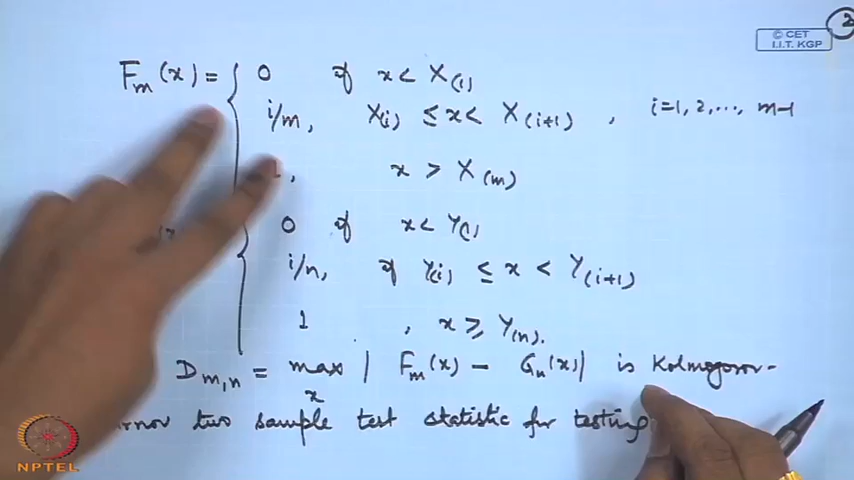 2
© CET
I.I.T. KGP
Fm(x) = { 0 if x < X(1)
i/m, X(i) ≤ x < X(i+1) , i=1, 2, ..., m-1
1, x > X(m)
0 if x < Y(1)
i/n, if Y(i) ≤ x < Y(i+1)
1 , x ≥ Y(n).
Dm,n = max | Fm(x) - Gn(x)| is Kolmogorov-
x
two sample test statistic for testing
NPTEL